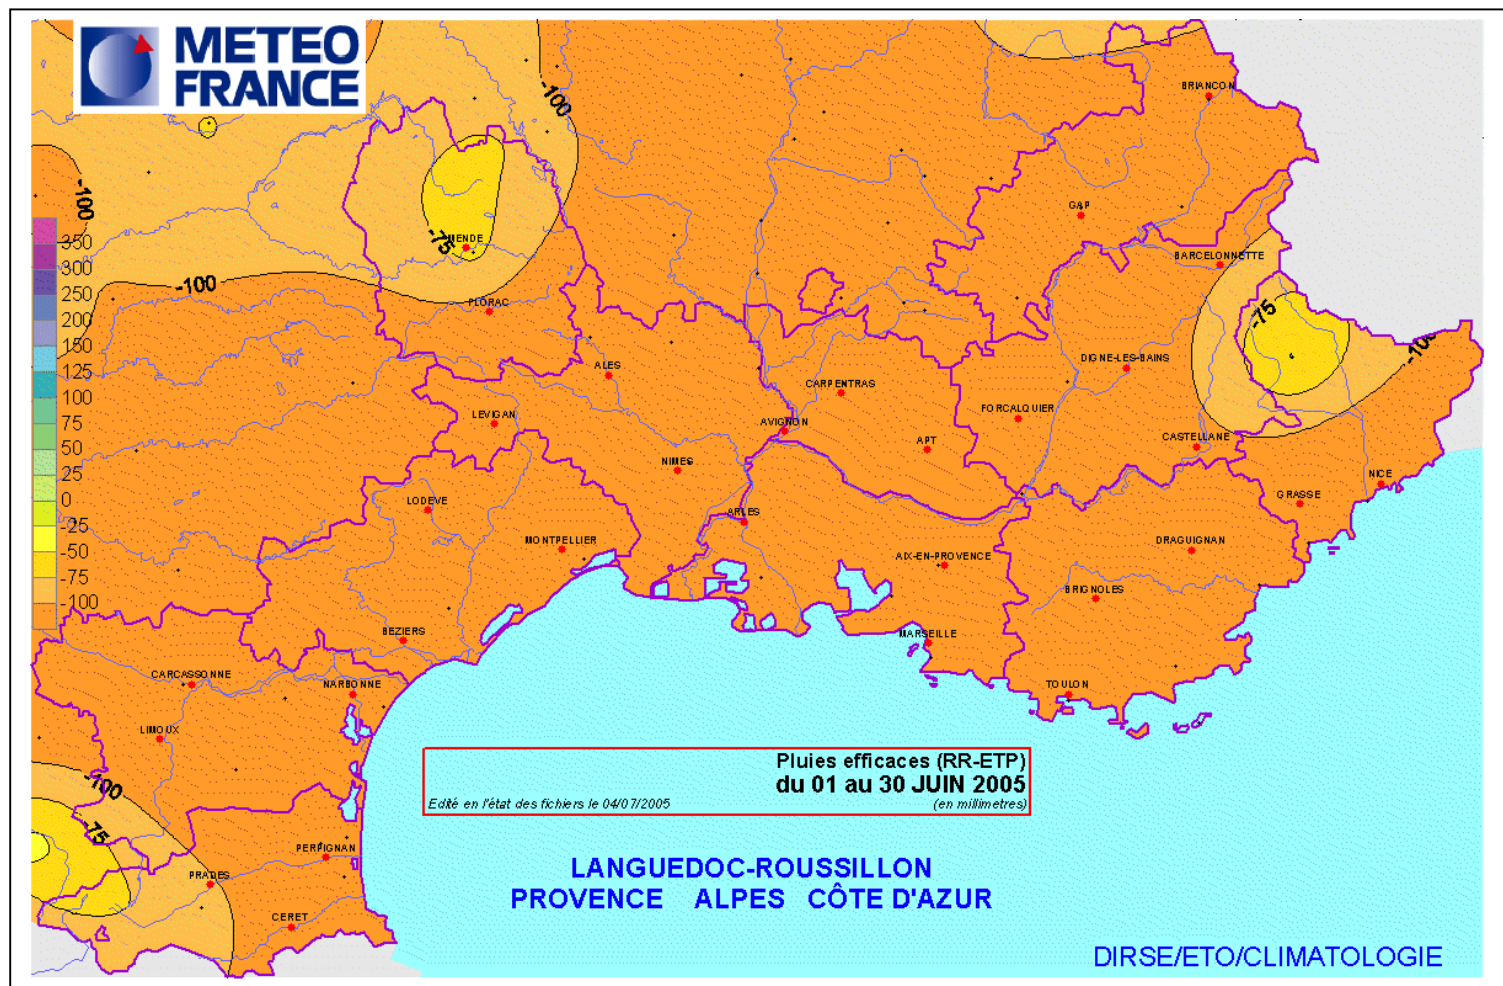 METEO
FRANCE
-100
BRIANCON
-100
GAP
-75
MENDE
BARCELONNETTE
-100
-75
FLORAC
-100
350
300
250
200
150
125
100
75
50
25
0
-25
-50
-75
-100
DIGNE-LES-BAINS
ALES
CARPENTRAS
LEVIGAN
FORCALQUIER
AVIGNON
APT
CASTELLANE
NIMES
NICE
LODEVE
GRASSE
ARLES
MONTPELLIER
DRAGUIGNAN
AIX-EN-PROVENCE
BRIGNOLES
BEZIERS
MARSEILLE
CARCASSONNE
NARBONNE
TOULON
LIMOUX
-100
-75
PERPIGNAN
PRADES
CERET
Pluies efficaces (RR-ETP)
du 01 au 30 JUIN 2005
Edité en l'état des fichiers le 04/07/2005
(en millimetres)
LANGUEDOC-ROUSSILLON
PROVENCE ALPES CÔTE D'AZUR
DIRSE/ETO/CLIMATOLOGIE